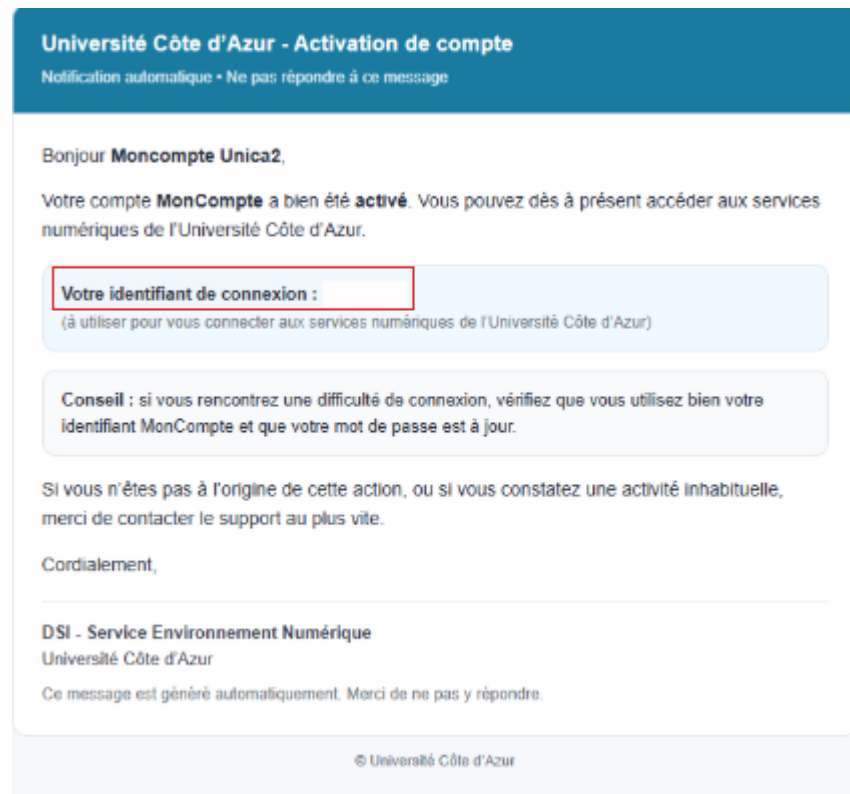 Université Côte d'Azur - Activation de compte
Notification automatique • Ne pas répondre à ce message
Bonjour Moncompte Unica2,
Votre compte MonCompte a bien été activé. Vous pouvez dès à présent accéder aux services
numériques de l'Université Côte d'Azur.
Votre identifiant de connexion :
(à utiliser pour vous connecter aux services numériques de l'Université Côte d'Azur)
Conseil : si vous rencontrez une difficulté de connexion, vérifiez que vous utilisez bien votre
identifiant MonCompte et que votre mot de passe est à jour.
Si vous n'êtes pas à l'origine de cette action, ou si vous constatez une activité inhabituelle,
merci de contacter le support au plus vite.
Cordialement,
DSI - Service Environnement Numérique
Université Côte d'Azur
Ce message est généré automatiquement. Merci de ne pas y répondre.
© Université Côte d'Azur